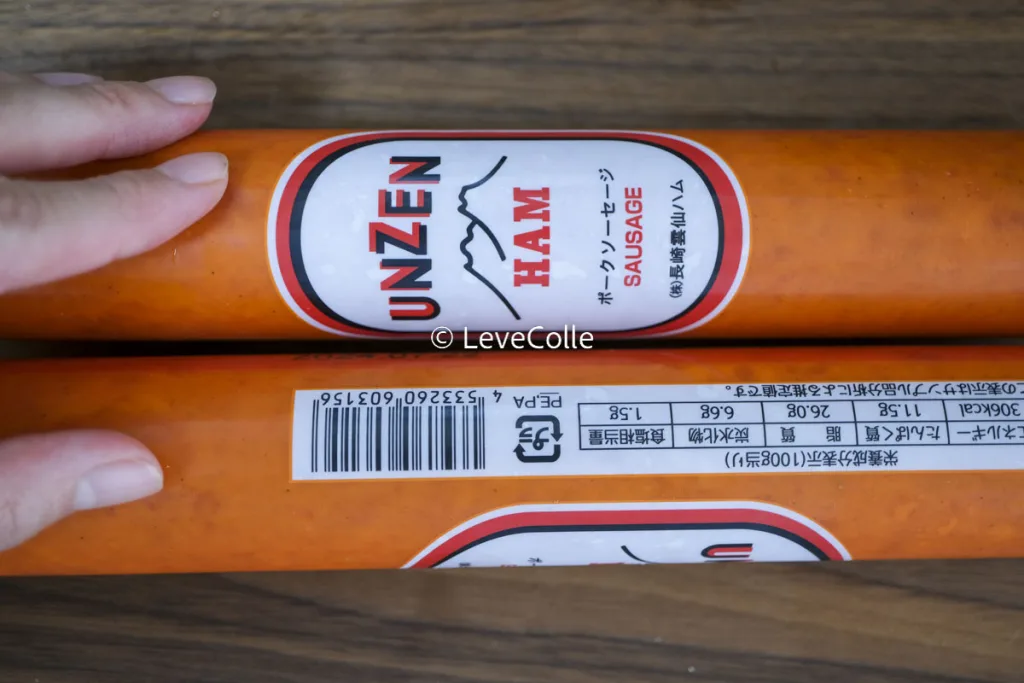 UNZEN
HAM
ポークソーセージ
SAUSAGE
(株)長崎雲仙ハム
© LeveColle
栄養成分表示(100g当り)
エネルギー たんぱく質 脂 質 炭水化物 食塩相当量
306kcal 11.5g 26.0g 6.6g 1.5g
この表示はサンプル品分析による推定値です。
プラ
PE,PA
4 533260 603156
U